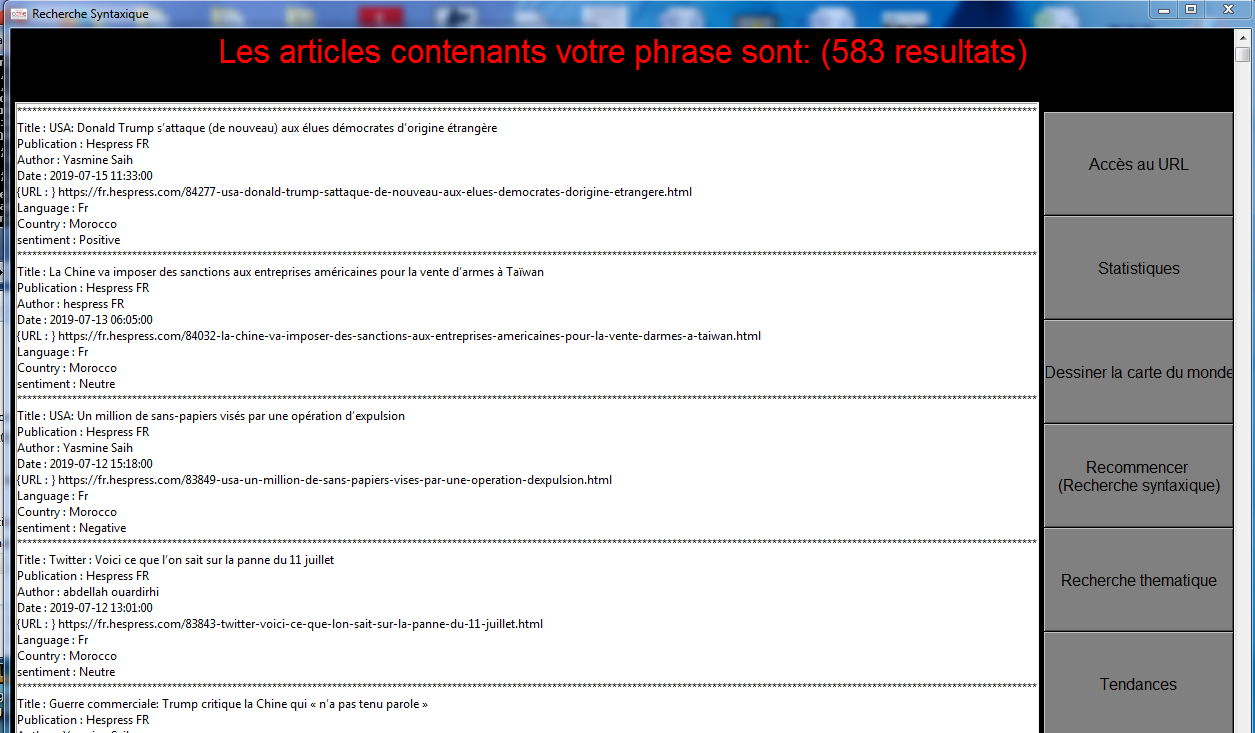 Recherche Syntaxique
Les articles contenants votre phrase sont: (583 resultats)
****************************************************************
Title : USA: Donald Trump s’attaque (de nouveau) aux élues démocrates d’origine étrangère
Publication : Hespress FR
Author : Yasmine Saih
Date : 2019-07-15 11:33:00
{URL : } https://fr.hespress.com/84277-usa-donald-trump-sattaque-de-nouveau-aux-elues-democrates-dorigine-etrangere.html
Language : Fr
Country : Morocco
sentiment : Positive
****************************************************************
Title : La Chine va imposer des sanctions aux entreprises américaines pour la vente d’armes à Taïwan
Publication : Hespress FR
Author : hespress FR
Date : 2019-07-13 06:05:00
{URL : } https://fr.hespress.com/84032-la-chine-va-imposer-des-sanctions-aux-entreprises-americaines-pour-la-vente-darmes-a-taiwan.html
Language : Fr
Country : Morocco
sentiment : Neutre
****************************************************************
Title : USA: Un million de sans-papiers visés par une opération d’expulsion
Publication : Hespress FR
Author : Yasmine Saih
Date : 2019-07-12 15:18:00
{URL : } https://fr.hespress.com/83849-usa-un-million-de-sans-papiers-vises-par-une-operation-dexpulsion.html
Language : Fr
Country : Morocco
sentiment : Negative
****************************************************************
Title : Twitter : Voici ce que l’on sait sur la panne du 11 juillet
Publication : Hespress FR
Author : abdellah ouardirhi
Date : 2019-07-12 13:01:00
{URL : } https://fr.hespress.com/83843-twitter-voici-ce-que-lon-sait-sur-la-panne-du-11-juillet.html
Language : Fr
Country : Morocco
sentiment : Neutre
****************************************************************
Title : Guerre commerciale: Trump critique la Chine qui « n’a pas tenu parole »
Publication : Hespress FR
Accès au URL
Statistiques
Dessiner la carte du monde
Recommencer
(Recherche syntaxique)
Recherche thematique
Tendances